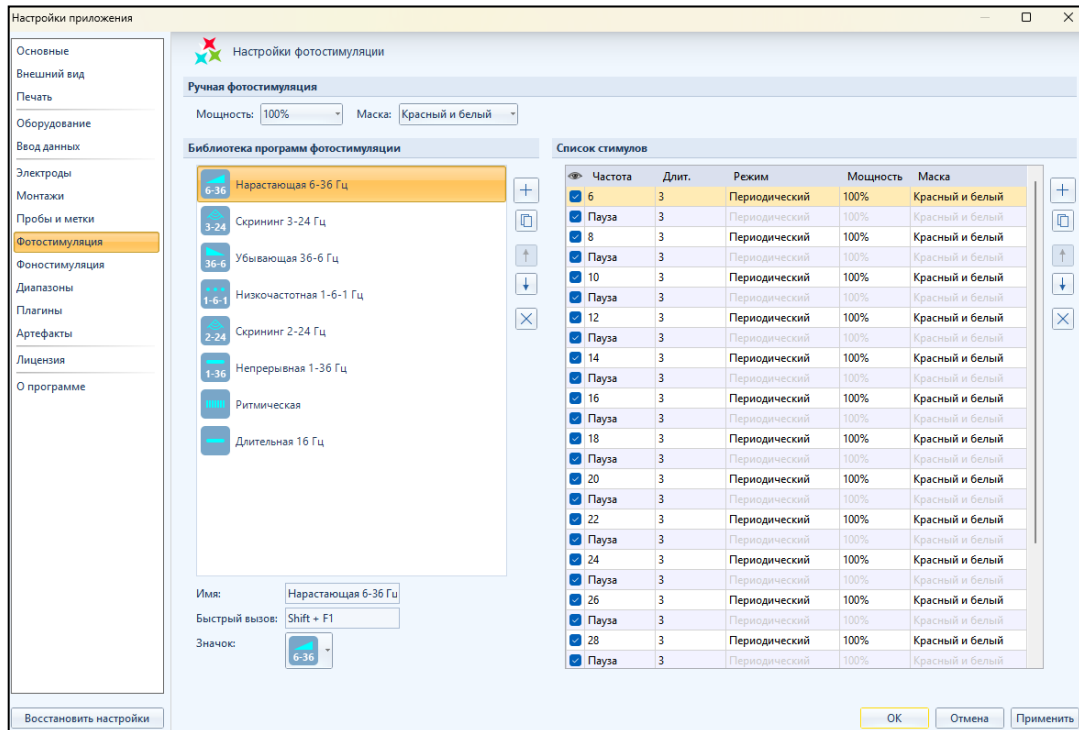 Настройки приложения
Основные
Внешний вид
Печать
Оборудование
Ввод данных
Электроды
Монтажи
Пробы и метки
Фотостимуляция
Фоностимуляция
Диапазоны
Плагины
Артефакты
Лицензия
О программе
Восстановить настройки
Настройки фотостимуляции
Ручная фотостимуляция
Мощность: 100% Маска: Красный и белый
Библиотека программ фотостимуляции
6-36 Нарастающая 6-36 Гц
3-24 Скрининг 3-24 Гц
36-6 Убывающая 36-6 Гц
1-6-1 Низкочастотная 1-6-1 Гц
2-24 Скрининг 2-24 Гц
1-36 Непрерывная 1-36 Гц
Ритмическая
Длительная 16 Гц
Имя: Нарастающая 6-36 Гц
Быстрый вызов: Shift + F1
Значок: 6-36
Список стимулов
Частота Длит. Режим Мощность Маска
6 3 Периодический 100% Красный и белый
Пауза 3 Периодический 100% Красный и белый
8 3 Периодический 100% Красный и белый
Пауза 3 Периодический 100% Красный и белый
10 3 Периодический 100% Красный и белый
Пауза 3 Периодический 100% Красный и белый
12 3 Периодический 100% Красный и белый
Пауза 3 Периодический 100% Красный и белый
14 3 Периодический 100% Красный и белый
Пауза 3 Периодический 100% Красный и белый
16 3 Периодический 100% Красный и белый
Пауза 3 Периодический 100% Красный и белый
18 3 Периодический 100% Красный и белый
Пауза 3 Периодический 100% Красный и белый
20 3 Периодический 100% Красный и белый
Пауза 3 Периодический 100% Красный и белый
22 3 Периодический 100% Красный и белый
Пауза 3 Периодический 100% Красный и белый
24 3 Периодический 100% Красный и белый
Пауза 3 Периодический 100% Красный и белый
26 3 Периодический 100% Красный и белый
Пауза 3 Периодический 100% Красный и белый
28 3 Периодический 100% Красный и белый
Пауза 3 Периодический 100% Красный и белый
ОК Отмена Применить